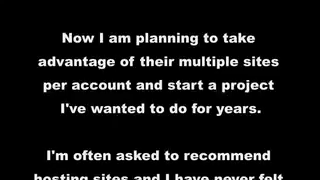 Now I am planning to take
advantage of their multiple sites
per account and start a project
I've wanted to do for years.
I'm often asked to recommend
hosting sites and I have never felt